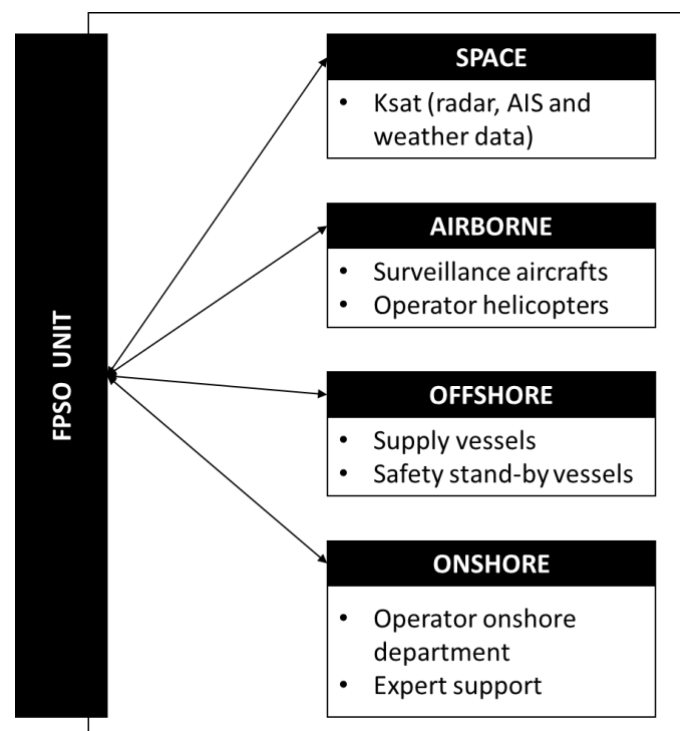 FPSO UNIT
SPACE
• Ksat (radar, AIS and
weather data)
AIRBORNE
• Surveillance aircrafts
• Operator helicopters
OFFSHORE
• Supply vessels
• Safety stand-by vessels
ONSHORE
• Operator onshore
department
• Expert support